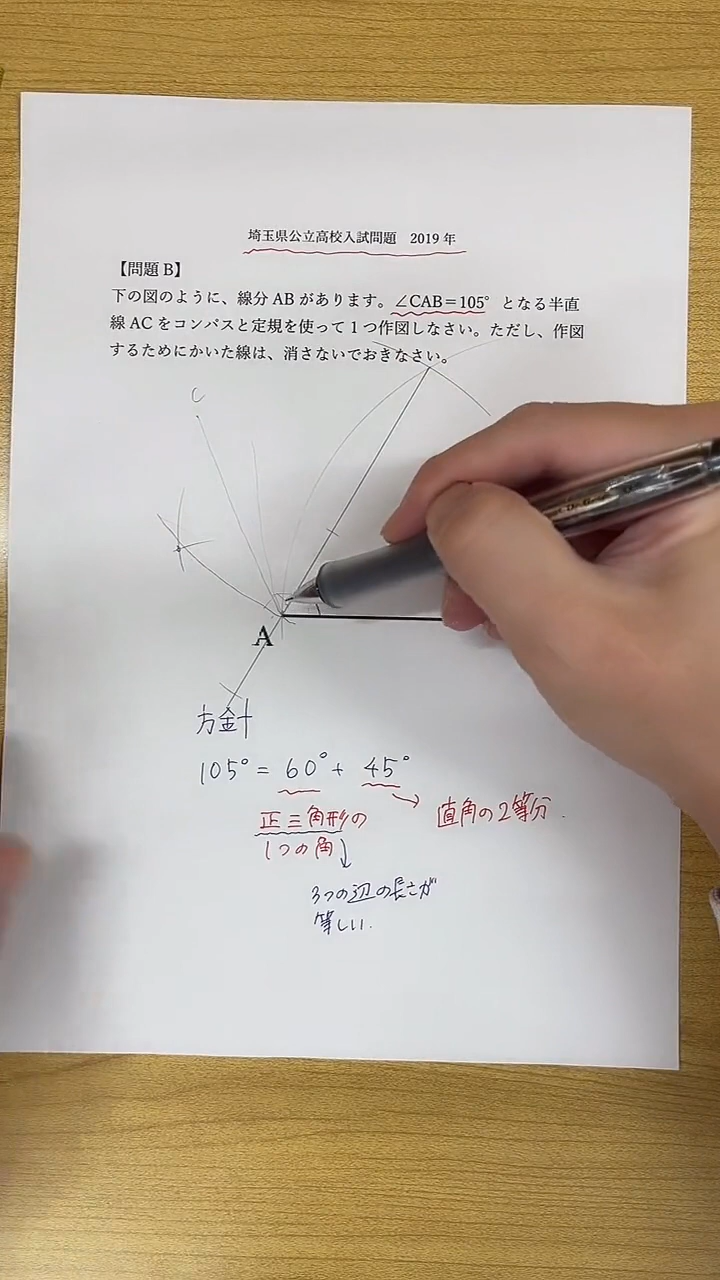 埼玉県公立高校入試問題 2019 年
【問題 B】
下の図のように、線分 AB があります。∠CAB=105° となる半直
線 AC をコンパスと定規を使って 1 つ作図しなさい。ただし、作図
するためにかいた線は、消さないでおきなさい。
C
A
方針
105° = 60° + 45°
正三角形の
1つの角
直角の2等分.
3つの辺の長さが
等しい.